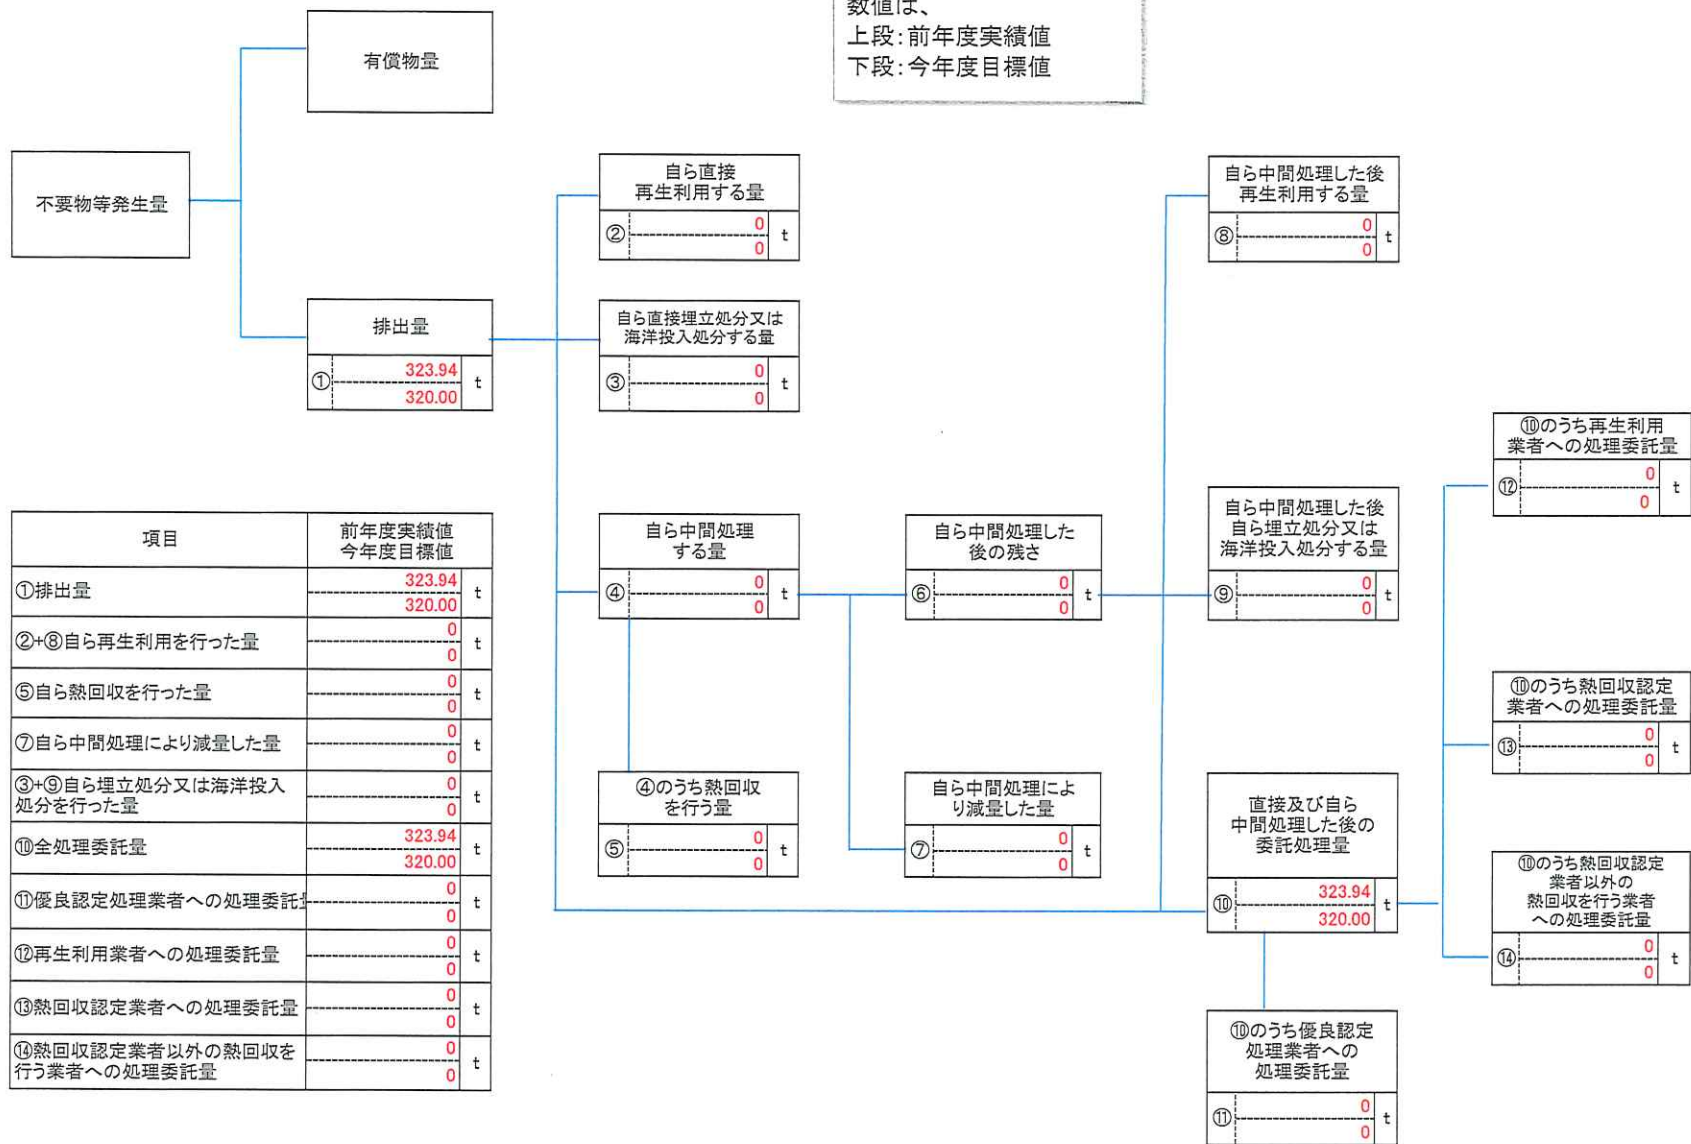 数値は、
上段:前年度実績値
下段:今年度目標値
有償物量
不要物等発生量
排出量
①
323.94
320.00
t
自ら直接
再生利用する量
②
0
0
t
自ら直接埋立処分又は
海洋投入処分する量
③
0
0
t
自ら中間処理
する量
④
0
0
t
④のうち熱回収
を行う量
⑤
0
0
t
自ら中間処理した
後の残さ
⑥
0
0
t
自ら中間処理によ
り減量した量
⑦
0
0
t
自ら中間処理した後
再生利用する量
⑧
0
0
t
自ら中間処理した後
自ら埋立処分又は
海洋投入処分する量
⑨
0
0
t
直接及び自ら
中間処理した後の
委託処理量
⑩
323.94
320.00
t
⑩のうち優良認定
処理業者への
処理委託量
⑪
0
0
t
⑩のうち再生利用
業者への処理委託量
⑫
0
0
t
⑩のうち熱回収認定
業者への処理委託量
⑬
0
0
t
⑩のうち熱回収認定
業者以外の
熱回収を行う業者
への処理委託量
⑭
0
0
t
項目
前年度実績値
今年度目標値
①排出量
323.94
320.00
t
②+⑧自ら再生利用を行った量
0
0
t
⑤自ら熱回収を行った量
0
0
t
⑦自ら中間処理により減量した量
0
0
t
③+⑨自ら埋立処分又は海洋投入
処分を行った量
0
0
t
⑩全処理委託量
323.94
320.00
t
⑪優良認定処理業者への処理委託
0
0
t
⑫再生利用業者への処理委託量
0
0
t
⑬熱回収認定業者への処理委託量
0
0
t
⑭熱回収認定業者以外の熱回収を
行う業者への処理委託量
0
0
t